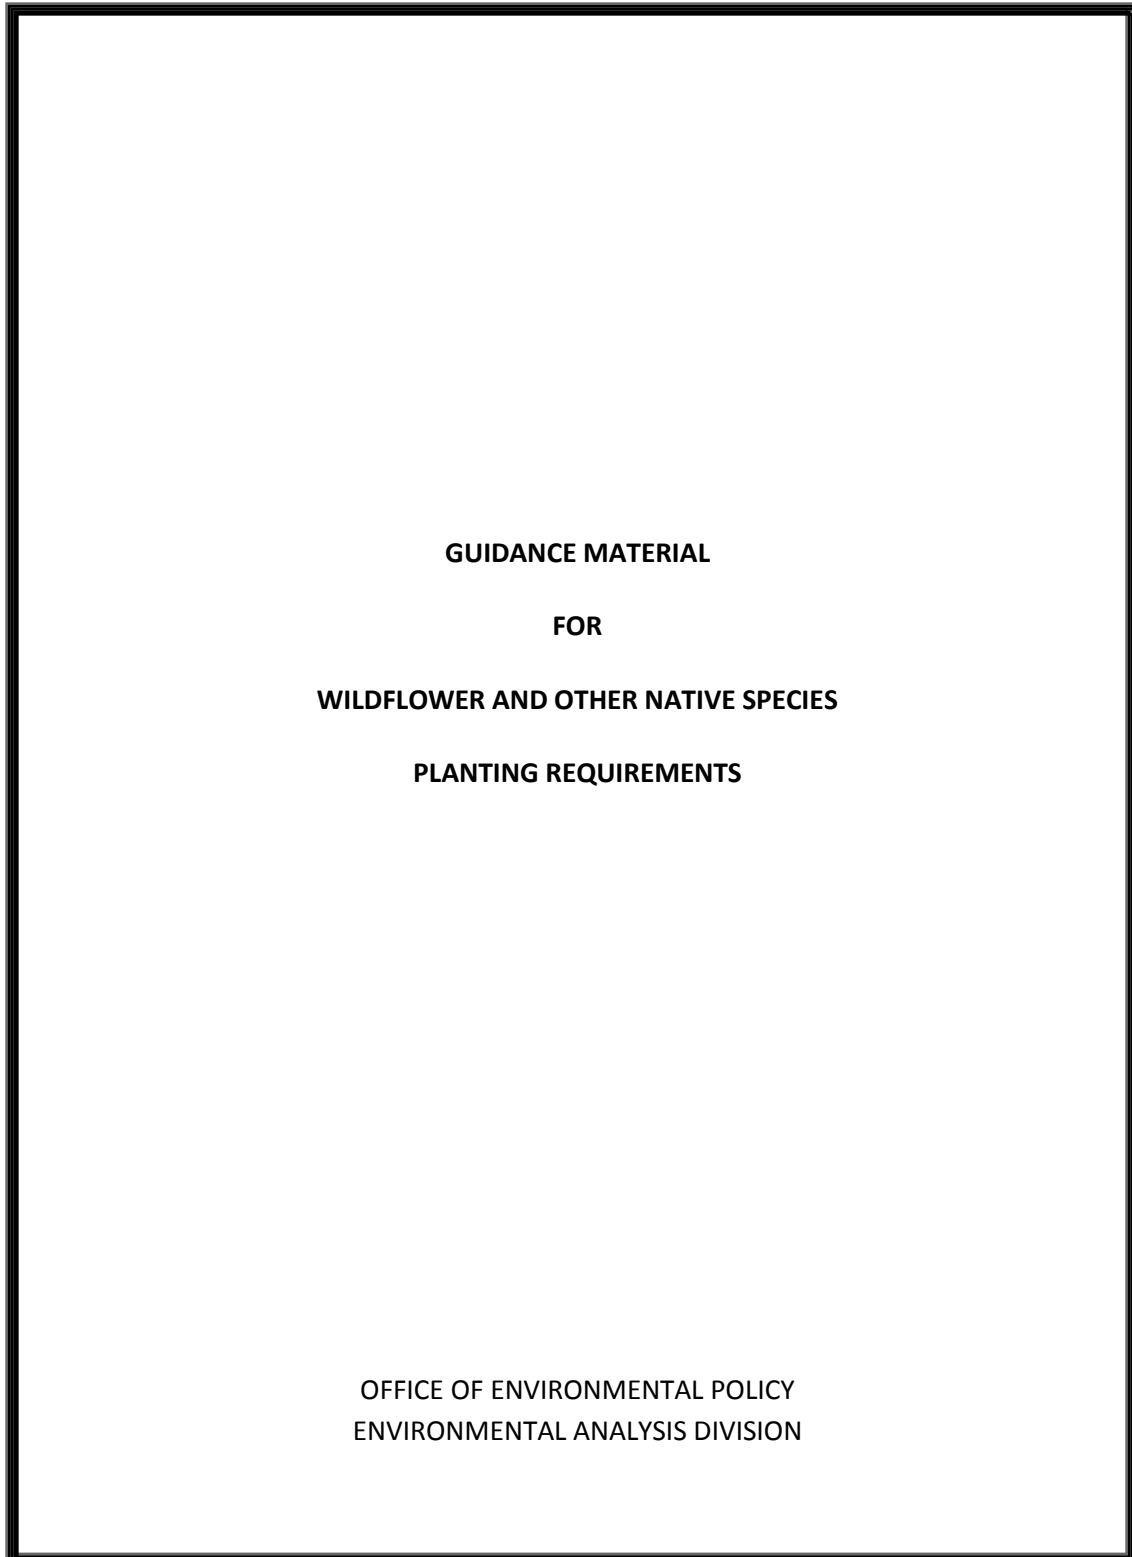 GUIDANCE MATERIAL
FOR
WILDFLOWER AND OTHER NATIVE SPECIES
PLANTING REQUIREMENTS
OFFICE OF ENVIRONMENTAL POLICY
ENVIRONMENTAL ANALYSIS DIVISION